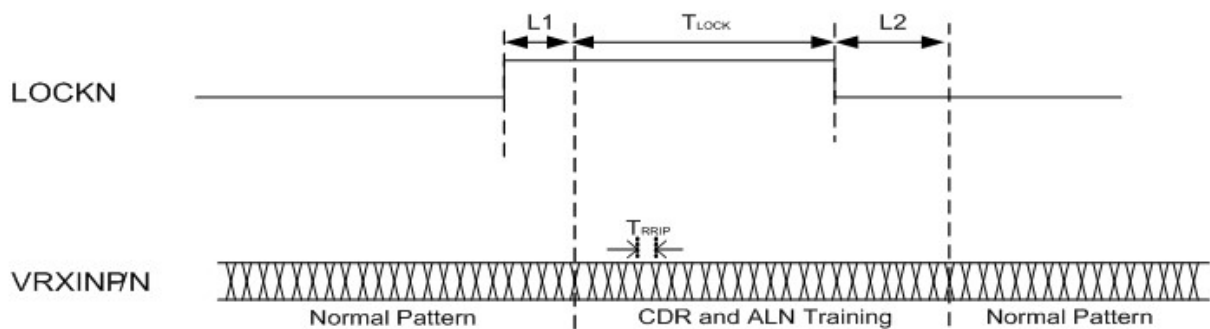 L1 TLOCK L2
LOCKN
TRRIP
VRXINP/N
Normal Pattern CDR and ALN Training Normal Pattern